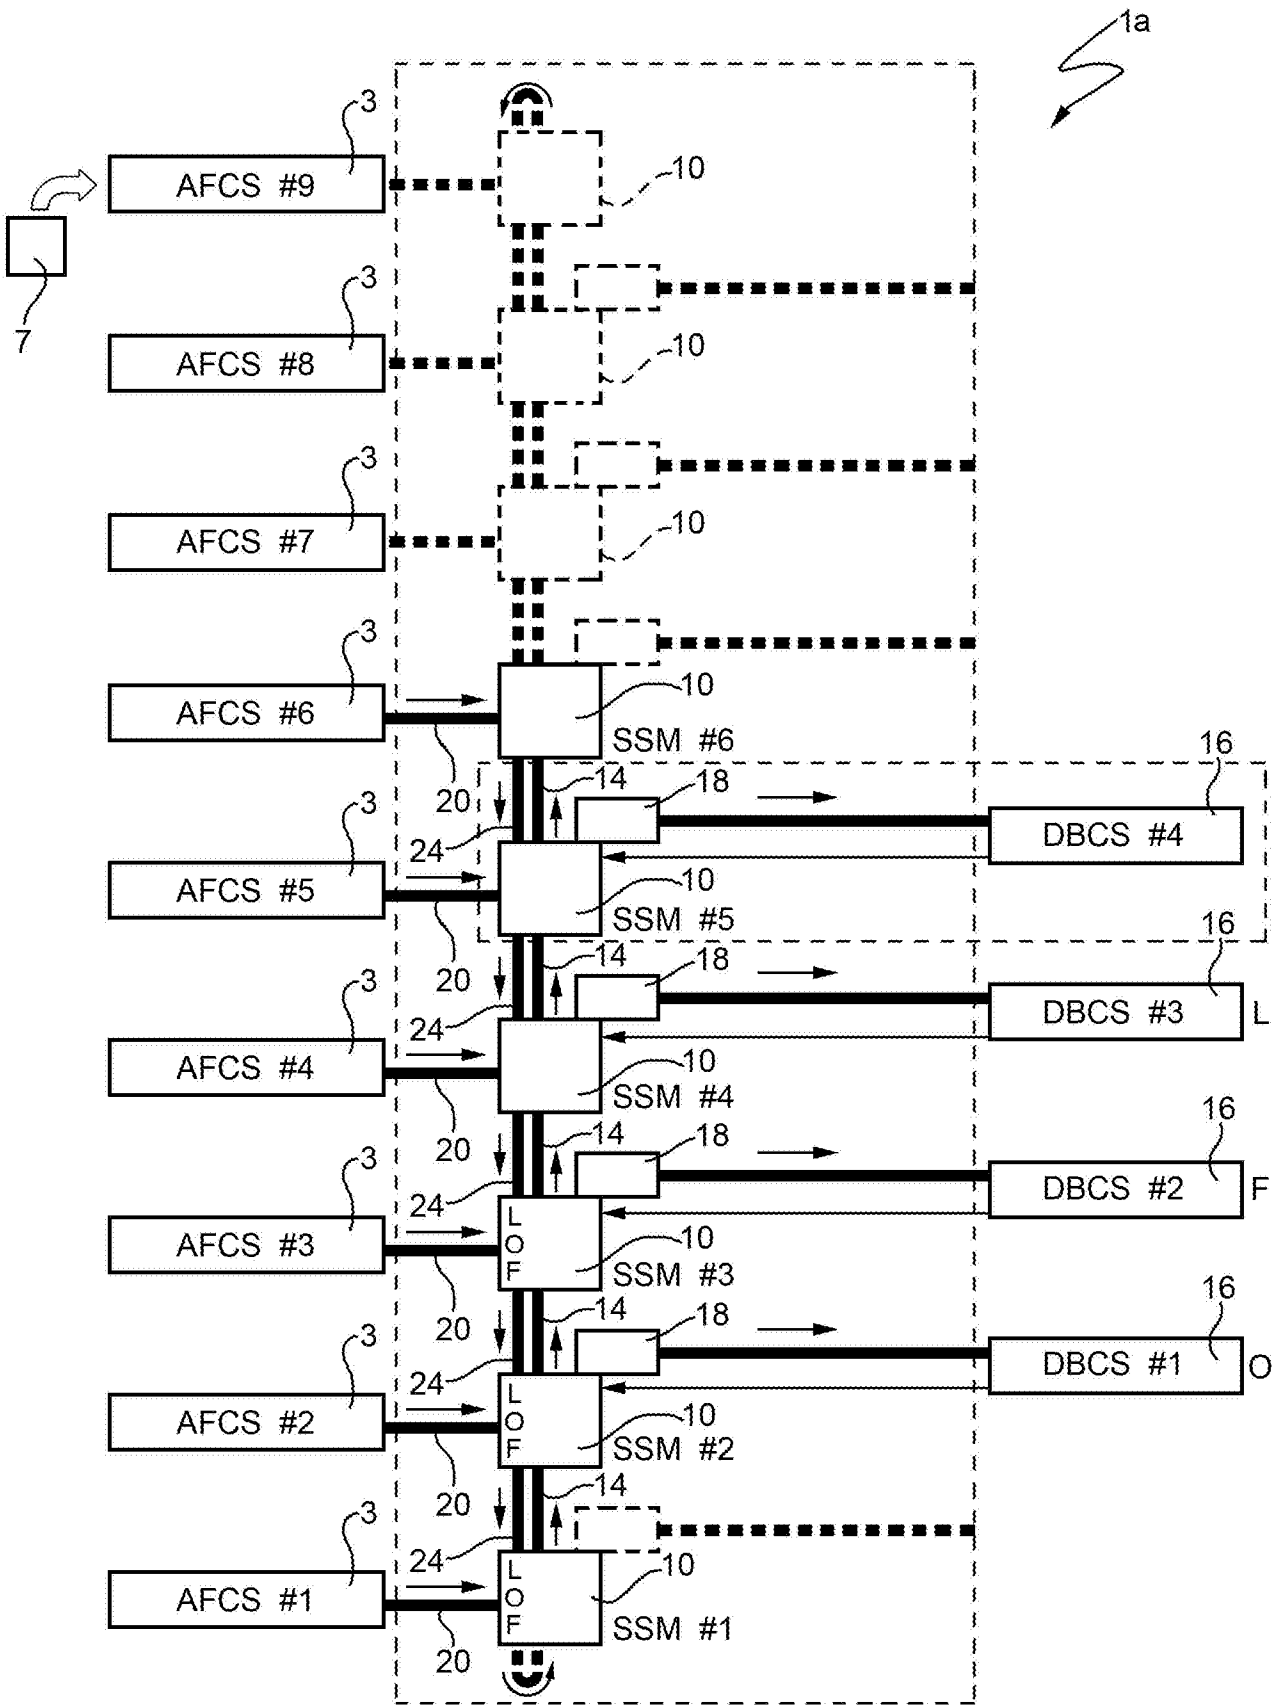 1a
3
AFCS #9
10
7
3
AFCS #8
10
3
AFCS #7
10
3
AFCS #6
10
SSM #6
20
14
18
16
24
DBCS #4
AFCS #5
10
SSM #5
20
14
18
16
3
24
DBCS #3 L
AFCS #4
10
SSM #4
20
14
18
16
3
24
DBCS #2 F
L
O
F
AFCS #3
10
SSM #3
20
14
18
16
3
24
DBCS #1 O
L
O
F
AFCS #2
10
SSM #2
20
14
3
24
L
O
F
AFCS #1
10
SSM #1
20